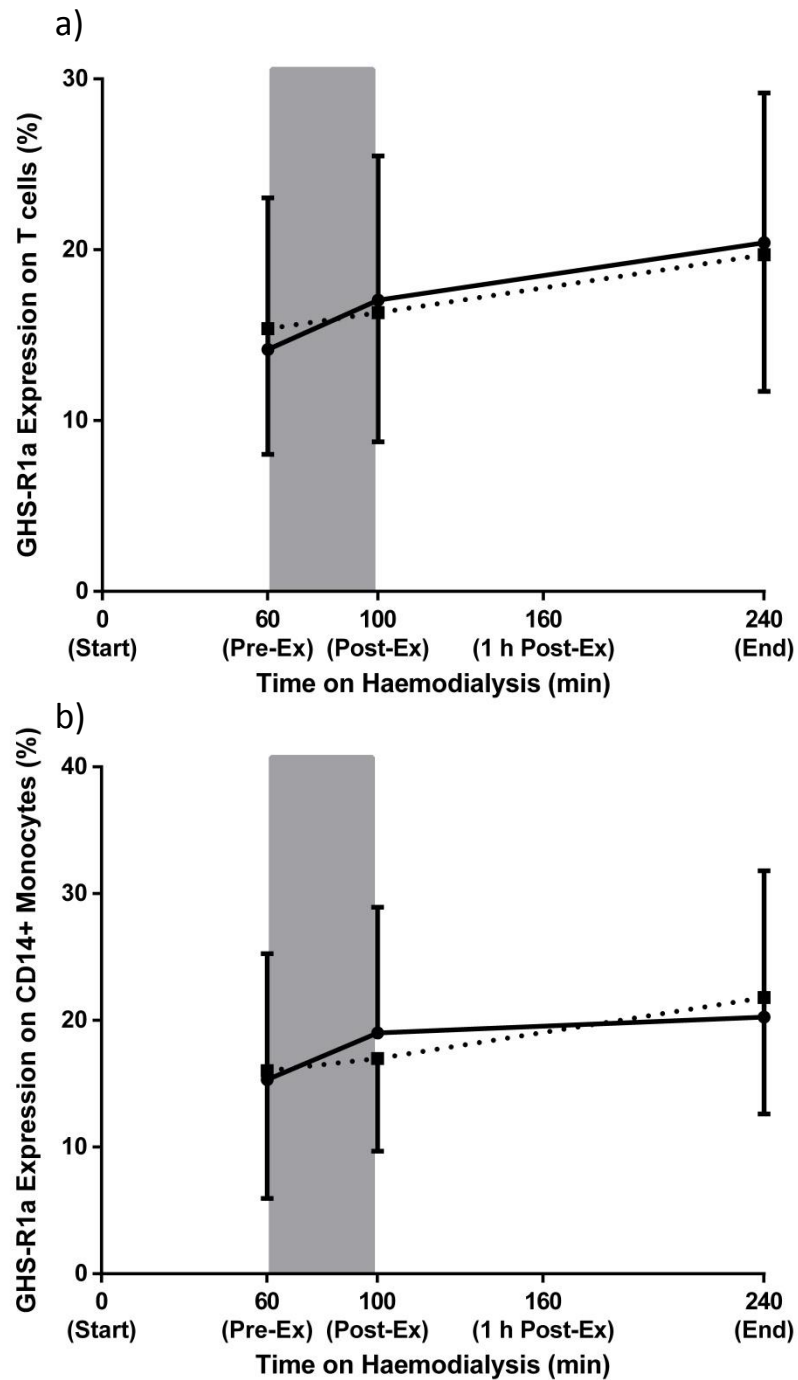 a)
GHS-R1a Expression on T cells (%)
30
20
10
0
0 60 100 160 240
(Start) (Pre-Ex) (Post-Ex) (1 h Post-Ex) (End)
Time on Haemodialysis (min)
b)
GHS-R1a Expression on CD14+ Monocytes (%)
40
30
20
10
0
0 60 100 160 240
(Start) (Pre-Ex) (Post-Ex) (1 h Post-Ex) (End)
Time on Haemodialysis (min)